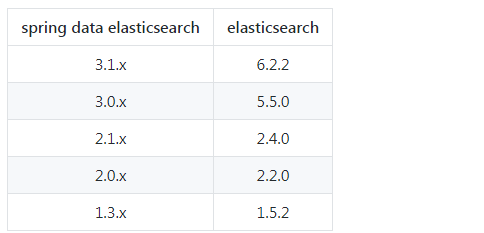 spring data elasticsearch elasticsearch
3.1.x 6.2.2
3.0.x 5.5.0
2.1.x 2.4.0
2.0.x 2.2.0
1.3.x 1.5.2